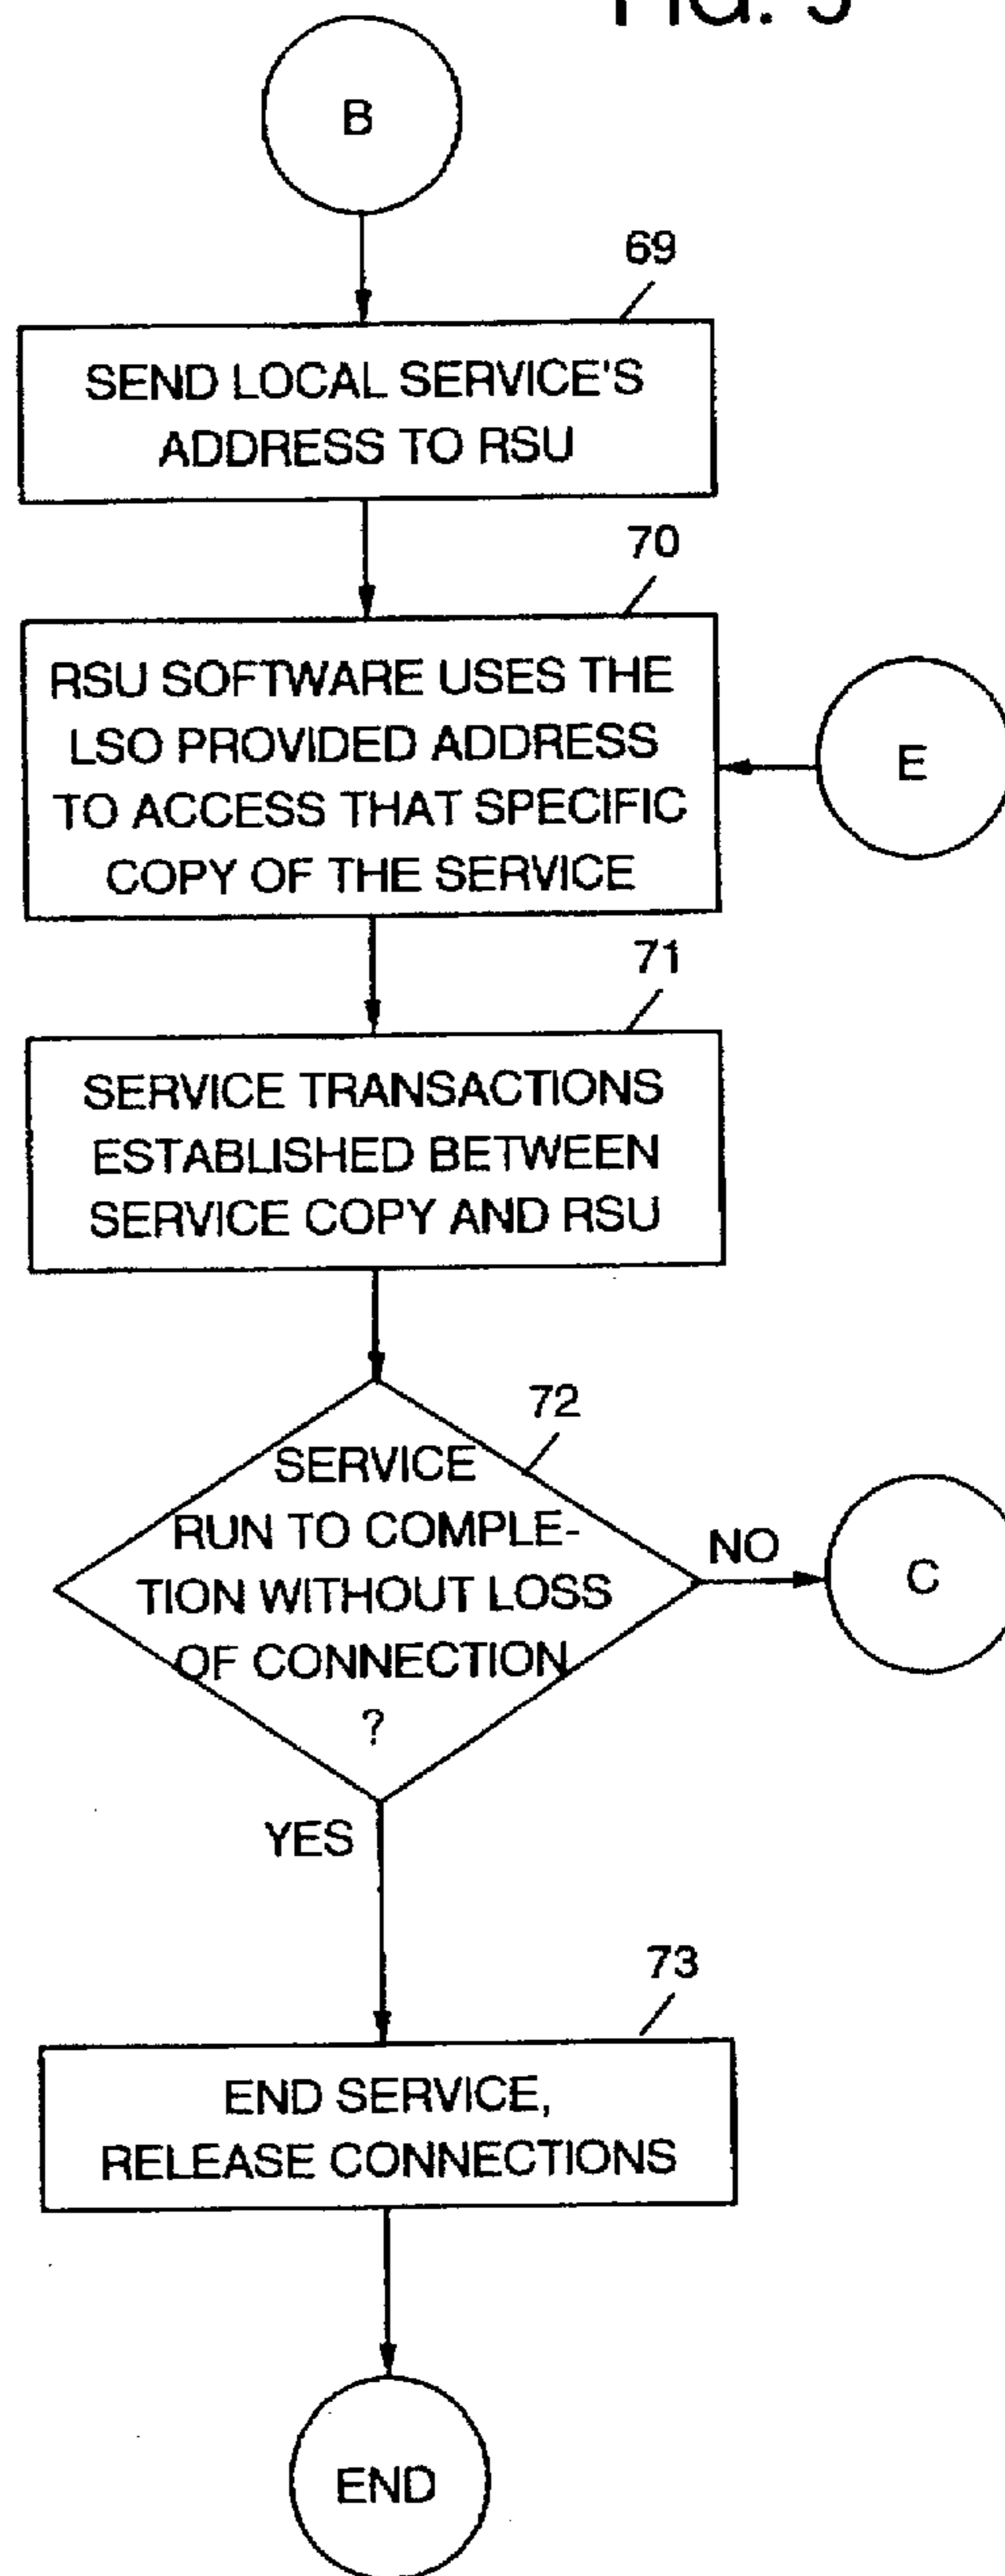 B
69
SEND LOCAL SERVICE'S
ADDRESS TO RSU
70
RSU SOFTWARE USES THE
LSO PROVIDED ADDRESS
TO ACCESS THAT SPECIFIC
COPY OF THE SERVICE
E
71
SERVICE TRANSACTIONS
ESTABLISHED BETWEEN
SERVICE COPY AND RSU
72
SERVICE
RUN TO COMPLE-
TION WITHOUT LOSS
OF CONNECTION
?
NO
C
YES
73
END SERVICE,
RELEASE CONNECTIONS
END